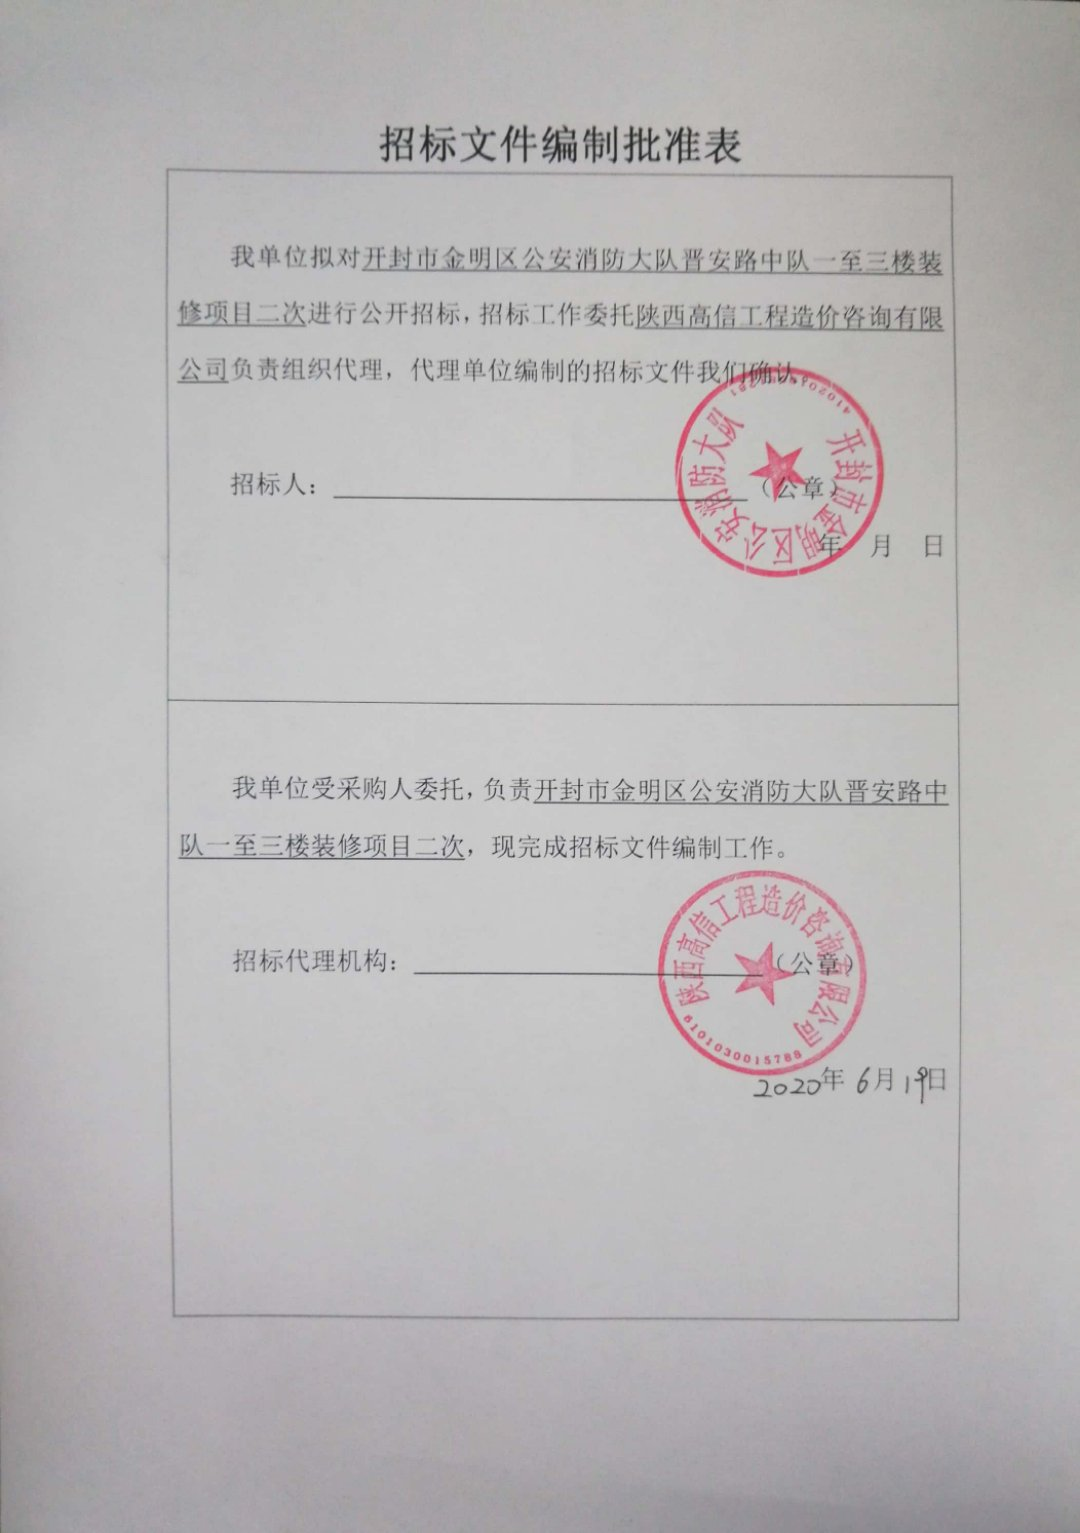 招标文件编制批准表
我单位拟对开封市金明区公安消防大队晋安路中队一至三楼装
修项目二次进行公开招标，招标工作委托陕西高信工程造价咨询有限
公司负责组织代理，代理单位编制的招标文件我们确认。
招标人：（公章）
开封市金明区公安消防大队
年 月 日
我单位受采购人委托，负责开封市金明区公安消防大队晋安路中
队一至三楼装修项目二次，现完成招标文件编制工作。
招标代理机构：（公章）
陕西高信工程造价咨询有限公司
6101030015788
2020年6月19日